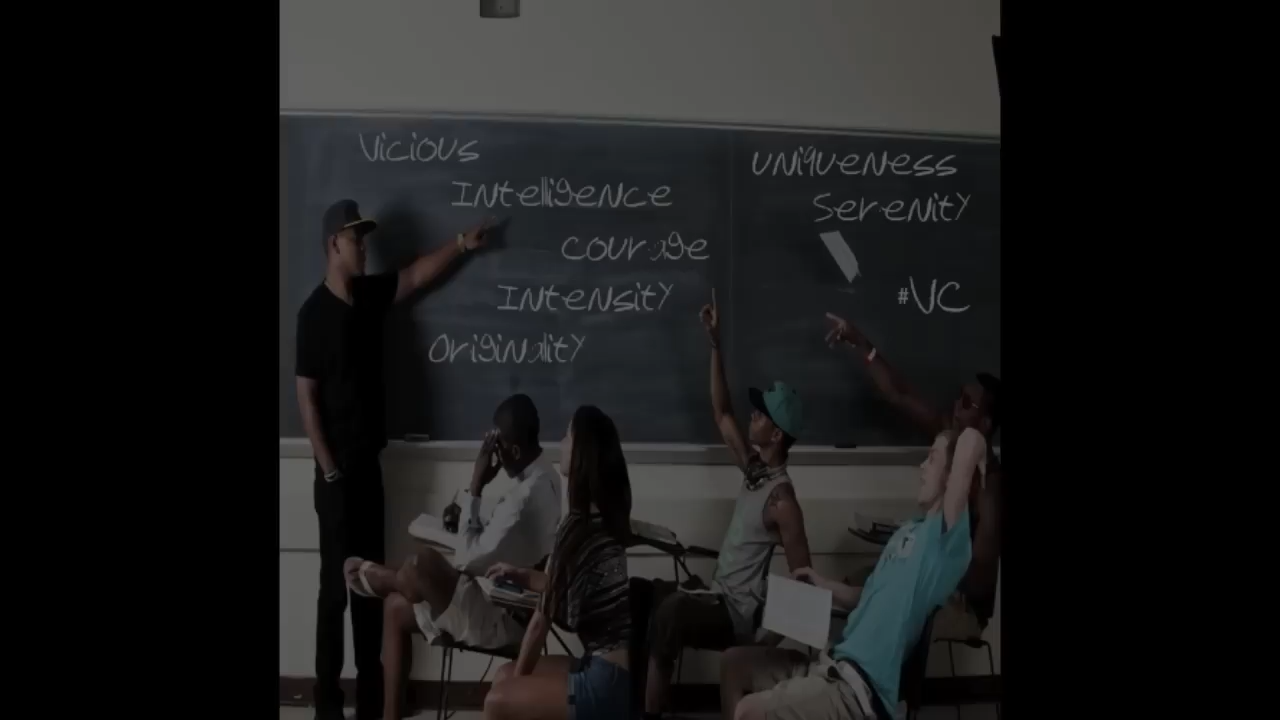 Vicious
Intelligence
courage
Intensity
originality
uniqueness
Serenity
#VC